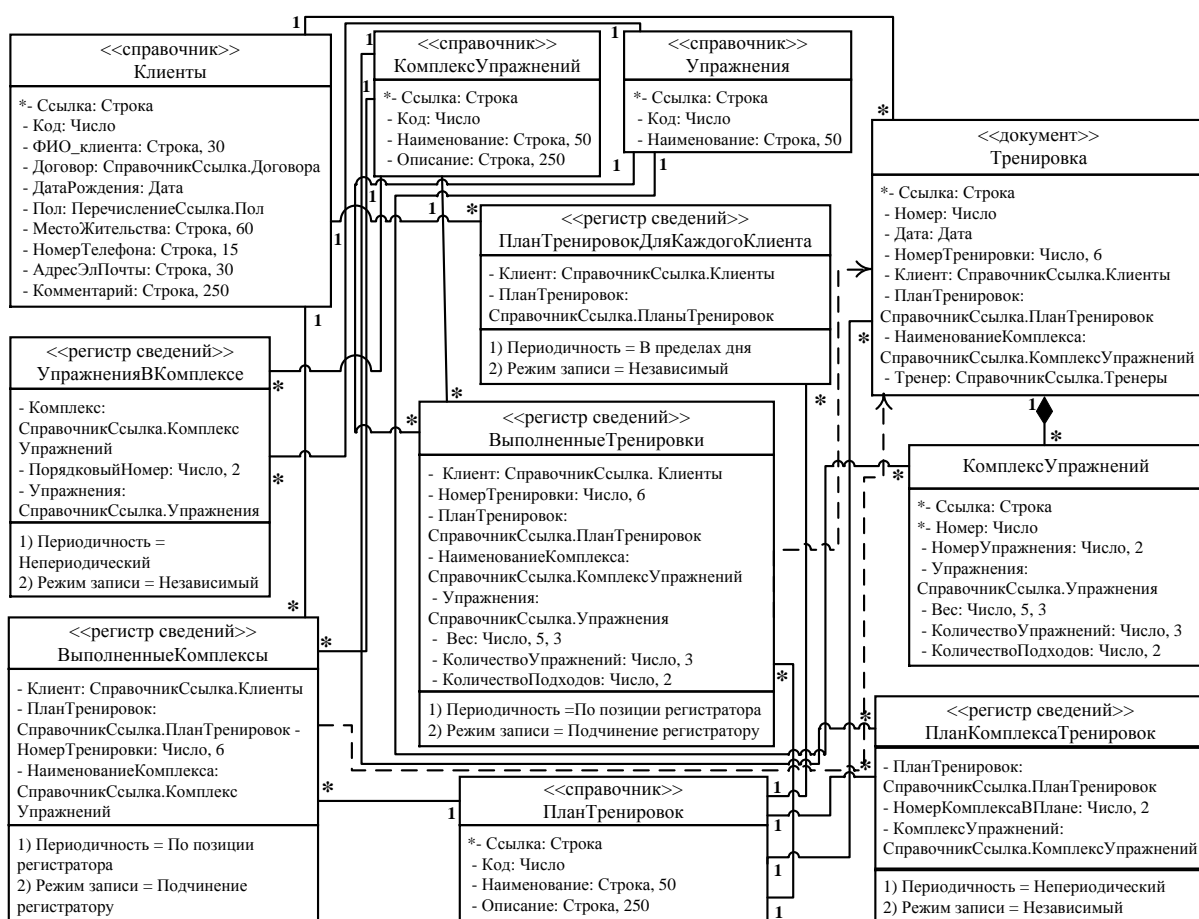 <<справочник>>
Клиенты
*- Ссылка: Строка
- Код: Число
- ФИО_клиента: Строка, 30
- Договор: СправочникСсылка.Договора
- ДатаРождения: Дата
- Пол: ПеречислениеСсылка.Пол
- МестоЖительства: Строка, 60
- НомерТелефона: Строка, 15
- АдресЭлПочты: Строка, 30
- Комментарий: Строка, 250
<<справочник>>
КомплексУпражнений
*- Ссылка: Строка
- Код: Число
- Наименование: Строка, 50
- Описание: Строка, 250
<<справочник>>
Упражнения
*- Ссылка: Строка
- Код: Число
- Наименование: Строка, 50
<<документ>>
Тренировка
*- Ссылка: Строка
- Номер: Число
- Дата: Дата
- НомерТренировки: Число, 6
- Клиент: СправочникСсылка.Клиенты
- ПланТренировок:
СправочникСсылка.ПланТренировок
- НаименованиеКомплекса:
СправочникСсылка.КомплексУпражнений
- Тренер: СправочникСсылка.Тренеры
<<регистр сведений>>
ПланТренировокДляКаждогоКлиента
- Клиент: СправочникСсылка.Клиенты
- ПланТренировок:
СправочникСсылка.ПланыТренировок
1) Периодичность = В пределах дня
2) Режим записи = Независимый
<<регистр сведений>>
УпражненияВКомплексе
- Комплекс:
СправочникСсылка.Комплекс
Упражнений
- ПорядковыйНомер: Число, 2
- Упражнения:
СправочникСсылка.Упражнения
1) Периодичность =
Непериодический
2) Режим записи = Независимый
<<регистр сведений>>
ВыполненныеТренировки
- Клиент: СправочникСсылка. Клиенты
- НомерТренировки: Число, 6
- ПланТренировок:
СправочникСсылка.ПланТренировок
- НаименованиеКомплекса:
СправочникСсылка.КомплексУпражнений
- Упражнения:
СправочникСсылка.Упражнения
- Вес: Число, 5, 3
- КоличествоУпражнений: Число, 3
- КоличествоПодходов: Число, 2
1) Периодичность =По позиции регистратора
2) Режим записи = Подчинение регистратору
КомплексУпражнений
*- Ссылка: Строка
*- Номер: Число
- НомерУпражнения: Число, 2
- Упражнения:
СправочникСсылка.Упражнения
- Вес: Число, 5, 3
- КоличествоУпражнений: Число, 3
- КоличествоПодходов: Число, 2
<<регистр сведений>>
ВыполненныеКомплексы
- Клиент: СправочникСсылка.Клиенты
- ПланТренировок:
СправочникСсылка.ПланТренировок -
НомерТренировки: Число, 6
- НаименованиеКомплекса:
СправочникСсылка.Комплекс
Упражнений
1) Периодичность = По позиции
регистратора
2) Режим записи = Подчинение
регистратору
<<справочник>>
ПланТренировок
*- Ссылка: Строка
- Код: Число
- Наименование: Строка, 50
- Описание: Строка, 250
<<регистр сведений>>
ПланКомплексаТренировок
- ПланТренировок:
СправочникСсылка.ПланТренировок
- НомерКомплексаВПлане: Число, 2
- КомплексУпражнений:
СправочникСсылка.КомплексУпражнений
1) Периодичность = Непериодический
2) Режим записи = Независимый